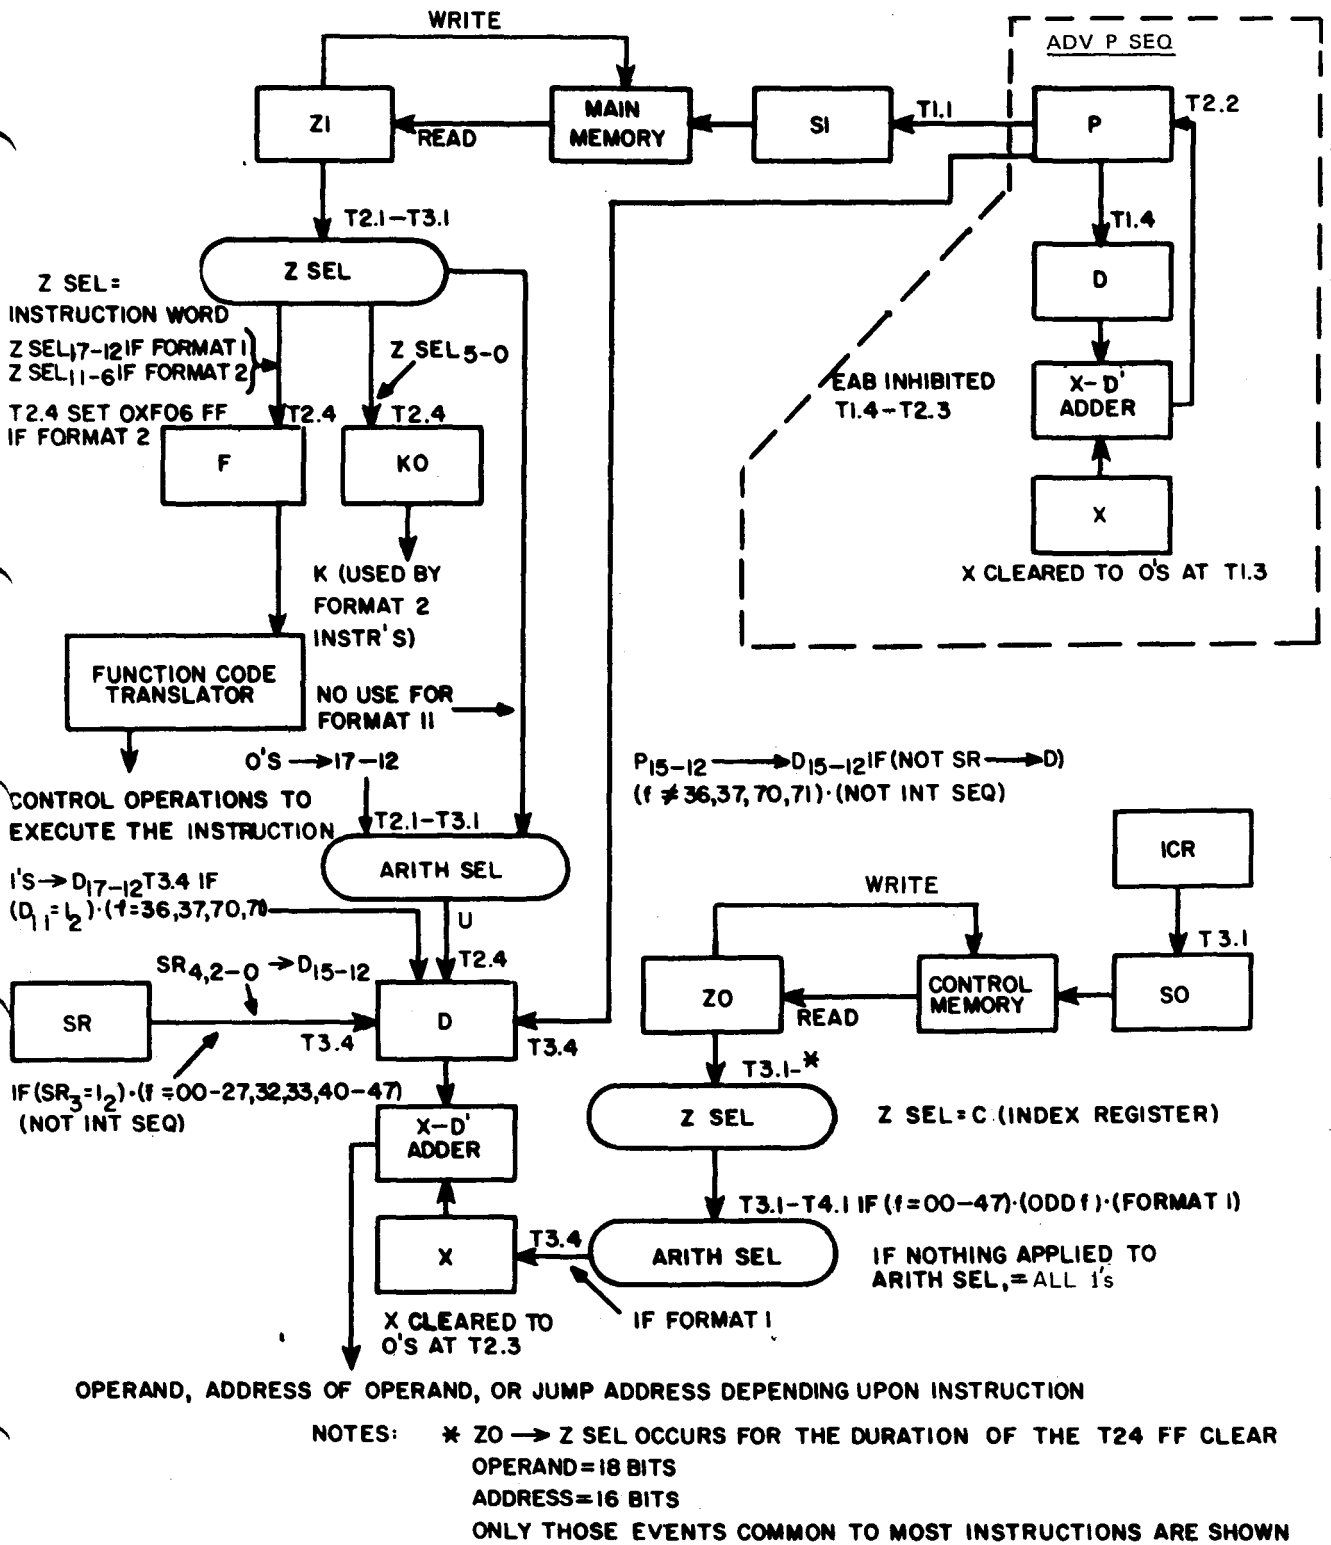 WRITE
ADV P SEQ
Z1
MAIN
MEMORY
S1
P
T1.1
T2.2
READ
T2.1-T3.1
T1.4
Z SEL
D
Z SEL=
INSTRUCTION WORD
Z SEL17-12 IF FORMAT 1
Z SEL11-6 IF FORMAT 2
Z SEL5-0
X-D'
ADDER
EAB INHIBITED
T1.4-T2.3
T2.4 SET OXFO6 FF
IF FORMAT 2
T2.4
T2.4
F
KO
X
X CLEARED TO O'S AT T1.3
K (USED BY
FORMAT 2
INSTR'S)
FUNCTION CODE
TRANSLATOR
NO USE FOR
FORMAT II
O'S → 17-12
P15-12 → D15-12 IF (NOT SR → D)
(f ≠ 36,37,70,71)·(NOT INT SEQ)
CONTROL OPERATIONS TO
EXECUTE THE INSTRUCTION
T2.1-T3.1
ARITH SEL
ICR
1'S → D17-12 T3.4 IF
(D11=12)·(f=36,37,70,71)
U
T2.4
WRITE
T3.1
SR4,2-0 → D15-12
SR
D
T3.4
T3.4
ZO
READ
CONTROL
MEMORY
SO
T3.1-*
IF (SR3=12)·(f=00-27,32,33,40-47)
(NOT INT SEQ)
X-D'
ADDER
Z SEL
Z SEL=C (INDEX REGISTER)
T3.1-T4.1 IF (f=00-47)·(ODD f)·(FORMAT 1)
X
T3.4
ARITH SEL
IF NOTHING APPLIED TO
ARITH SEL,=ALL 1's
X CLEARED TO
O'S AT T2.3
IF FORMAT 1
OPERAND, ADDRESS OF OPERAND, OR JUMP ADDRESS DEPENDING UPON INSTRUCTION
NOTES: * ZO → Z SEL OCCURS FOR THE DURATION OF THE T24 FF CLEAR
OPERAND=18 BITS
ADDRESS=16 BITS
ONLY THOSE EVENTS COMMON TO MOST INSTRUCTIONS ARE SHOWN